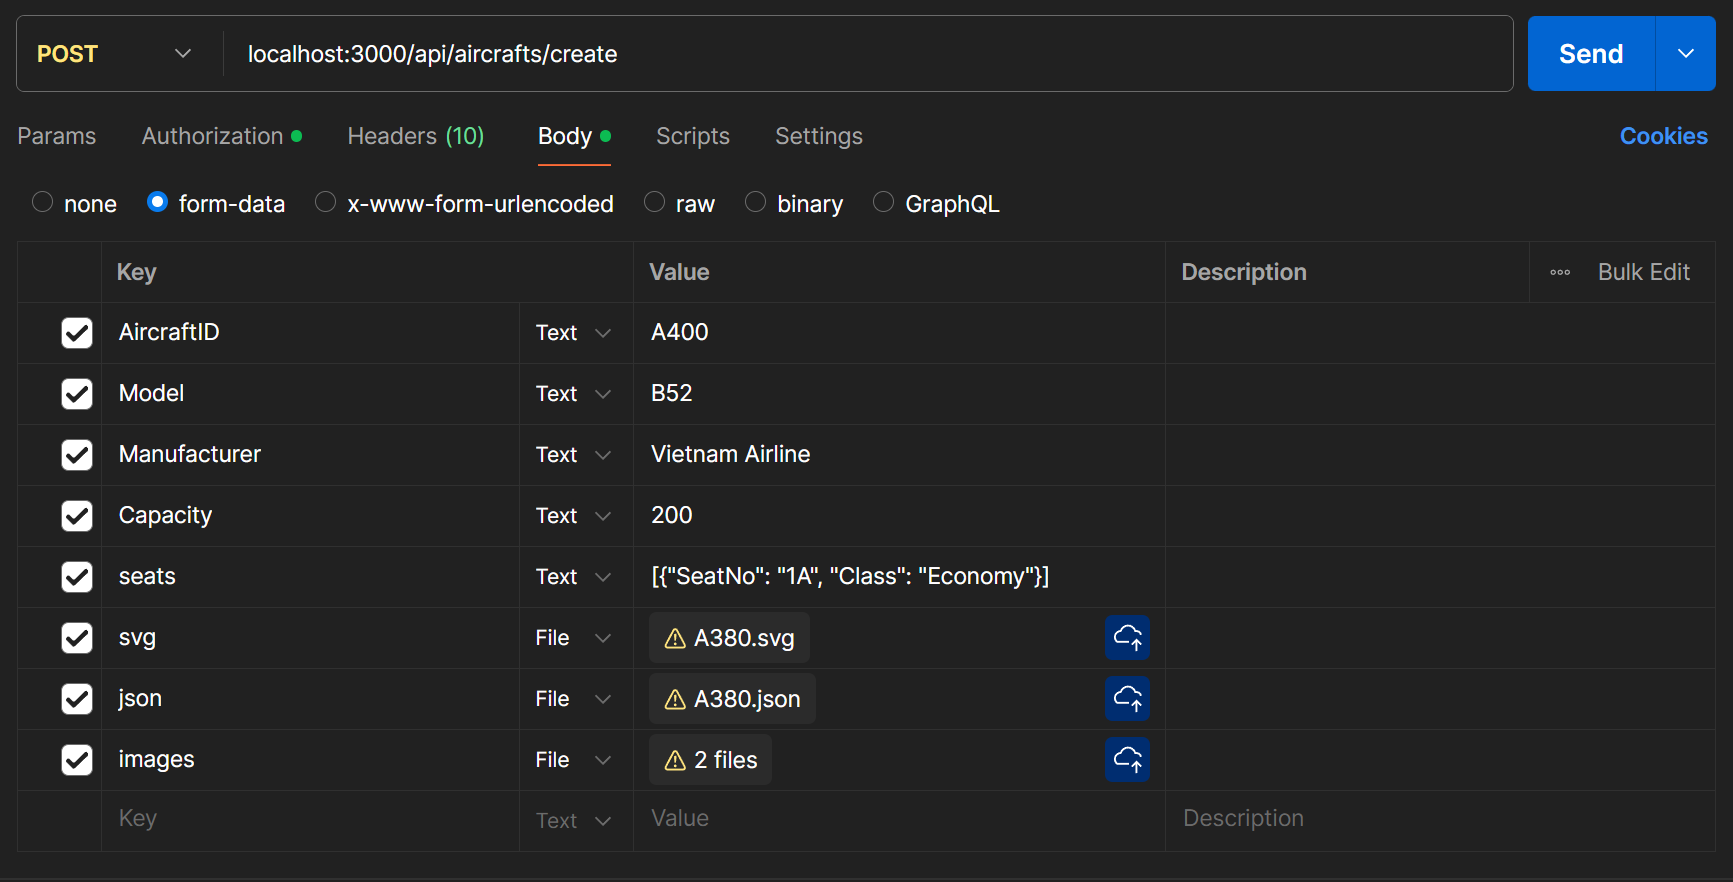 POST localhost:3000/api/aircrafts/create Send
Params Authorization Headers (10) Body Scripts Settings Cookies
none form-data x-www-form-urlencoded raw binary GraphQL
Key Value Description Bulk Edit
AircraftID Text A400
Model Text B52
Manufacturer Text Vietnam Airline
Capacity Text 200
seats Text [{"SeatNo": "1A", "Class": "Economy"}]
svg File A380.svg
json File A380.json
images File 2 files
Key Text Value Description